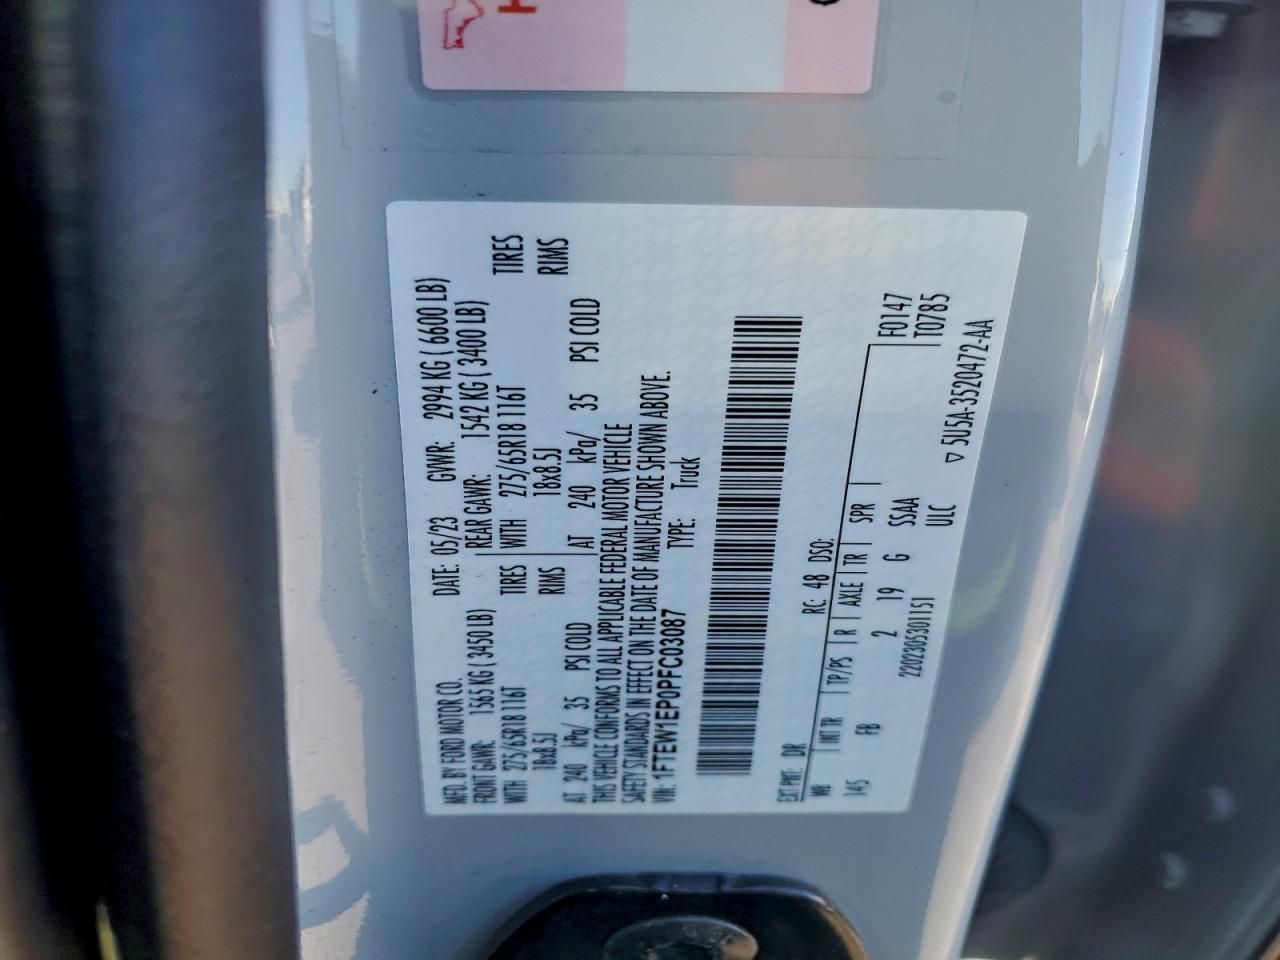 MFD. BY FORD MOTOR CO.
DATE: 05/23 GVWR: 2994 KG ( 6600 LB)
FRONT GAWR: 1565 KG ( 3450 LB) REAR GAWR: 1542 KG ( 3400 LB)
WITH 275/65R18 116T TIRES WITH 275/65R18 116T TIRES
18x8.5J RIMS 18x8.5J RIMS
AT 240 kPa/ 35 PSI COLD AT 240 kPa/ 35 PSI COLD
THIS VEHICLE CONFORMS TO ALL APPLICABLE FEDERAL MOTOR VEHICLE
SAFETY STANDARDS IN EFFECT ON THE DATE OF MANUFACTURE SHOWN ABOVE.
VIN: 1FTEW1EP0PFC03087 TYPE: Truck
EXT PNT: DR RC: 48 DSO: F0147
WB INT TR TP/PS R AXLE TR SPR T0785
145 FB 2 19 G SSAA
2202305301151 ULC
▽ 5U5A-3520472-AA